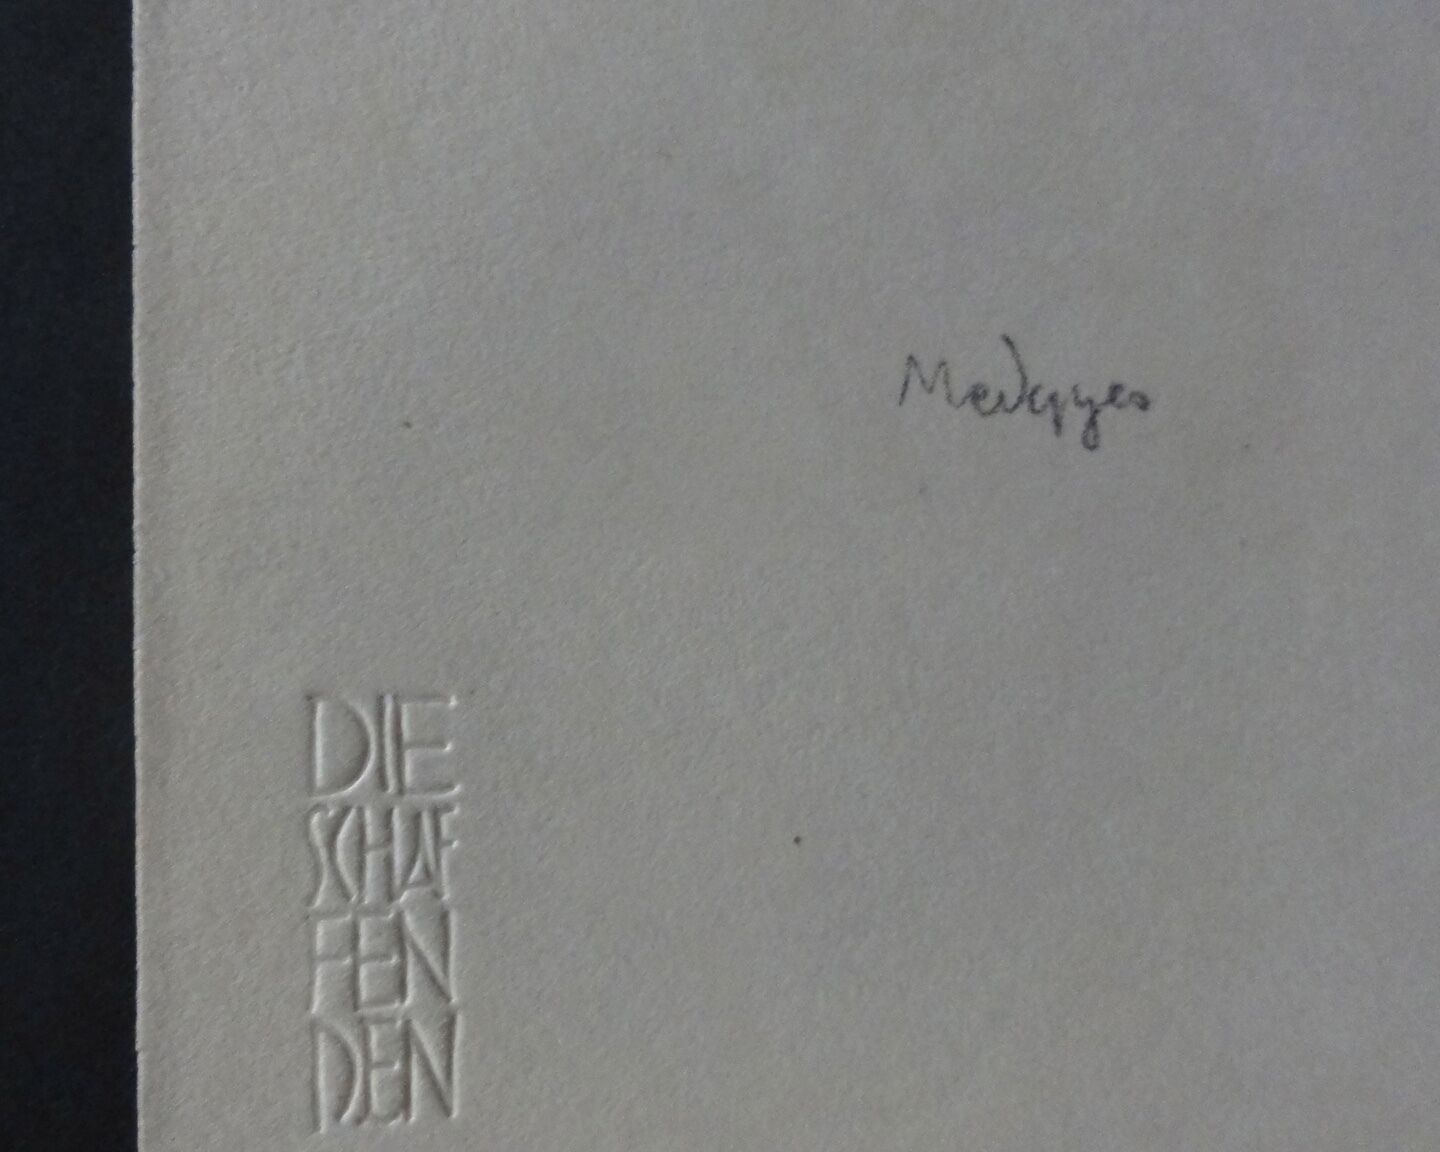 Medgyes
DIE
SCHAF
FEN
DEN